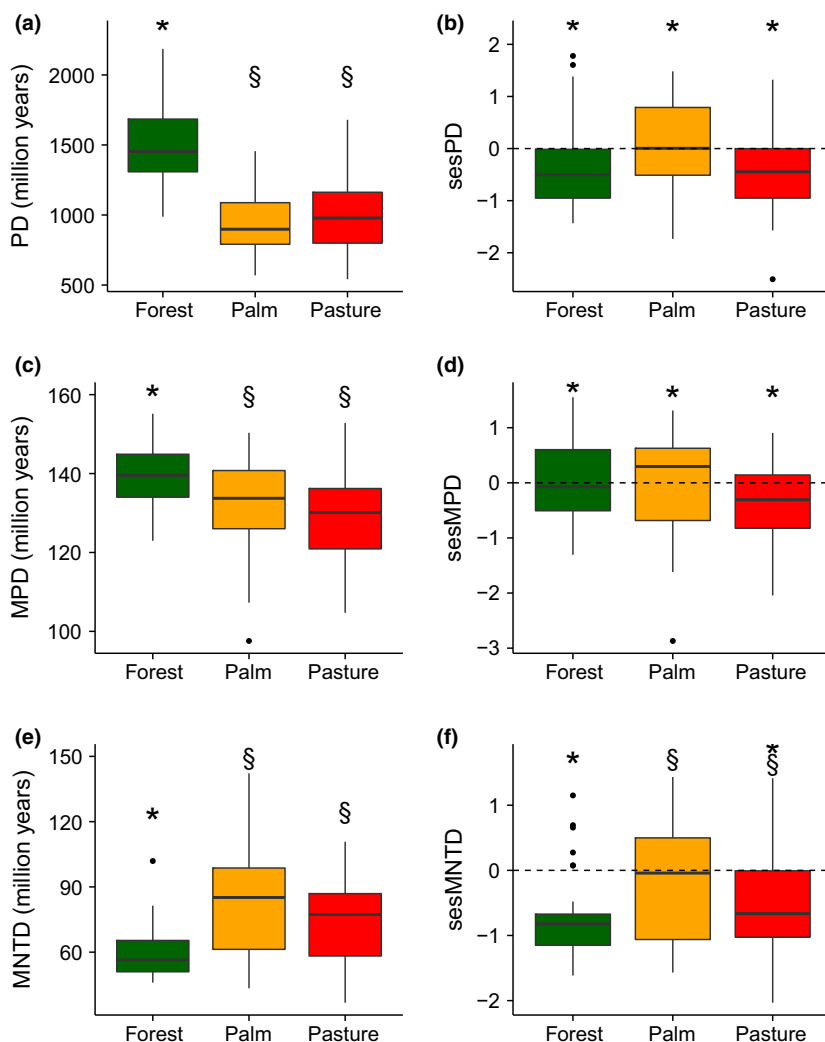 (a)
PD (million years)
2000
1500
1000
500
*
§
§
Forest
Palm
Pasture
(b)
sesPD
1
0
−1
−2
*
*
*
Forest
Palm
Pasture
(c)
MPD (million years)
160
140
120
100
*
§
§
Forest
Palm
Pasture
(d)
sesMPD
1
0
−1
−2
−3
*
*
*
Forest
Palm
Pasture
(e)
MNTD (million years)
150
120
90
60
*
§
§
Forest
Palm
Pasture
(f)
sesMNTD
1
0
−1
−2
*
§
*
§
Forest
Palm
Pasture